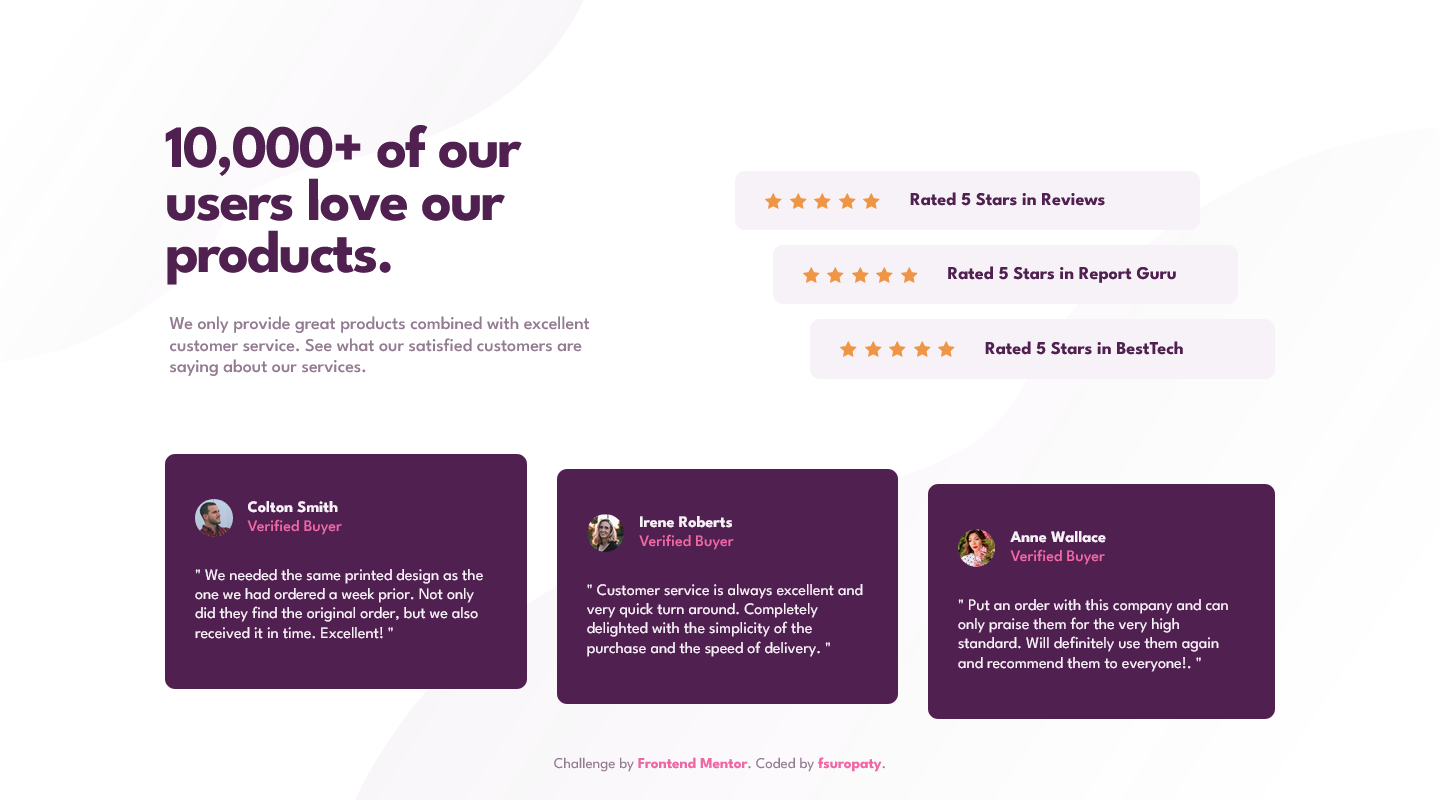 10,000+ of our
users love our
products.
We only provide great products combined with excellent
customer service. See what our satisfied customers are
saying about our services.
Rated 5 Stars in Reviews
Rated 5 Stars in Report Guru
Rated 5 Stars in BestTech
Colton Smith
Verified Buyer
" We needed the same printed design as the
one we had ordered a week prior. Not only
did they find the original order, but we also
received it in time. Excellent! "
Irene Roberts
Verified Buyer
" Customer service is always excellent and
very quick turn around. Completely
delighted with the simplicity of the
purchase and the speed of delivery. "
Anne Wallace
Verified Buyer
" Put an order with this company and can
only praise them for the very high
standard. Will definitely use them again
and recommend them to everyone!. "
Challenge by Frontend Mentor. Coded by fsuropaty.